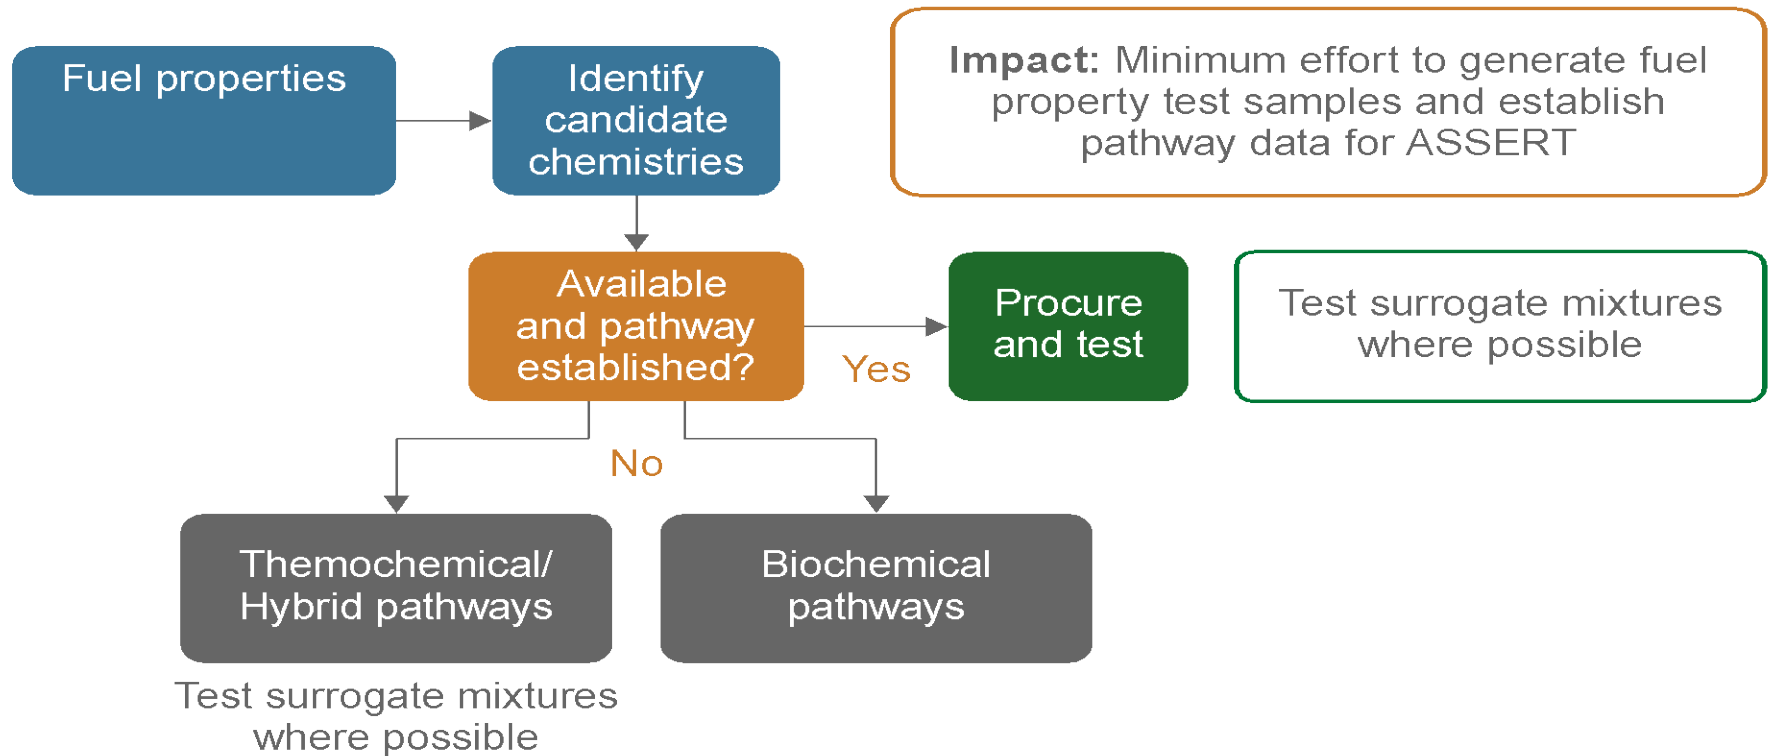 Fuel properties
Identify
candidate
chemistries
Impact: Minimum effort to generate fuel
property test samples and establish
pathway data for ASSERT
Available
and pathway
established?
Yes
Procure
and test
Test surrogate mixtures
where possible
No
Themochemical/
Hybrid pathways
Biochemical
pathways
Test surrogate mixtures
where possible